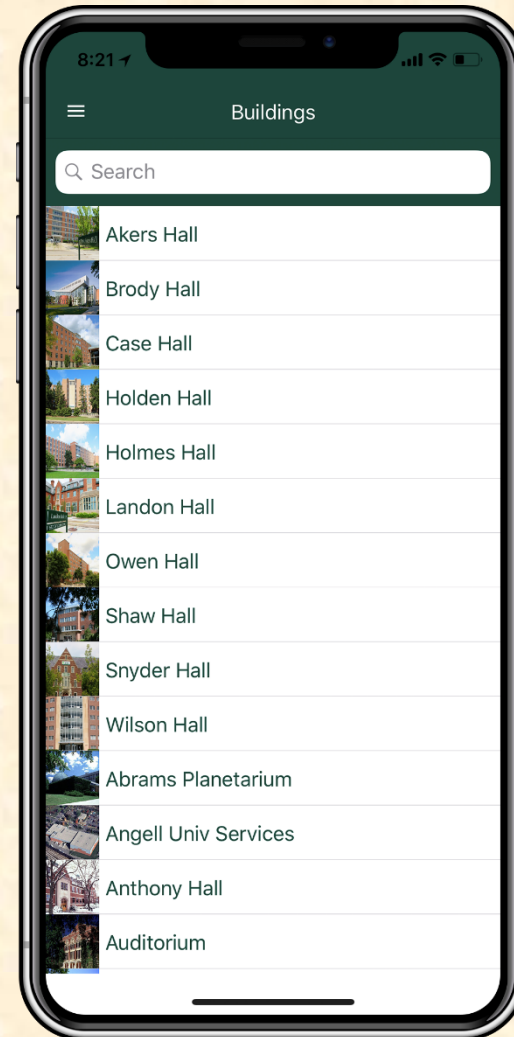 8:21
Buildings
Search
Akers Hall
Brody Hall
Case Hall
Holden Hall
Holmes Hall
Landon Hall
Owen Hall
Shaw Hall
Snyder Hall
Wilson Hall
Abrams Planetarium
Angell Univ Services
Anthony Hall
Auditorium